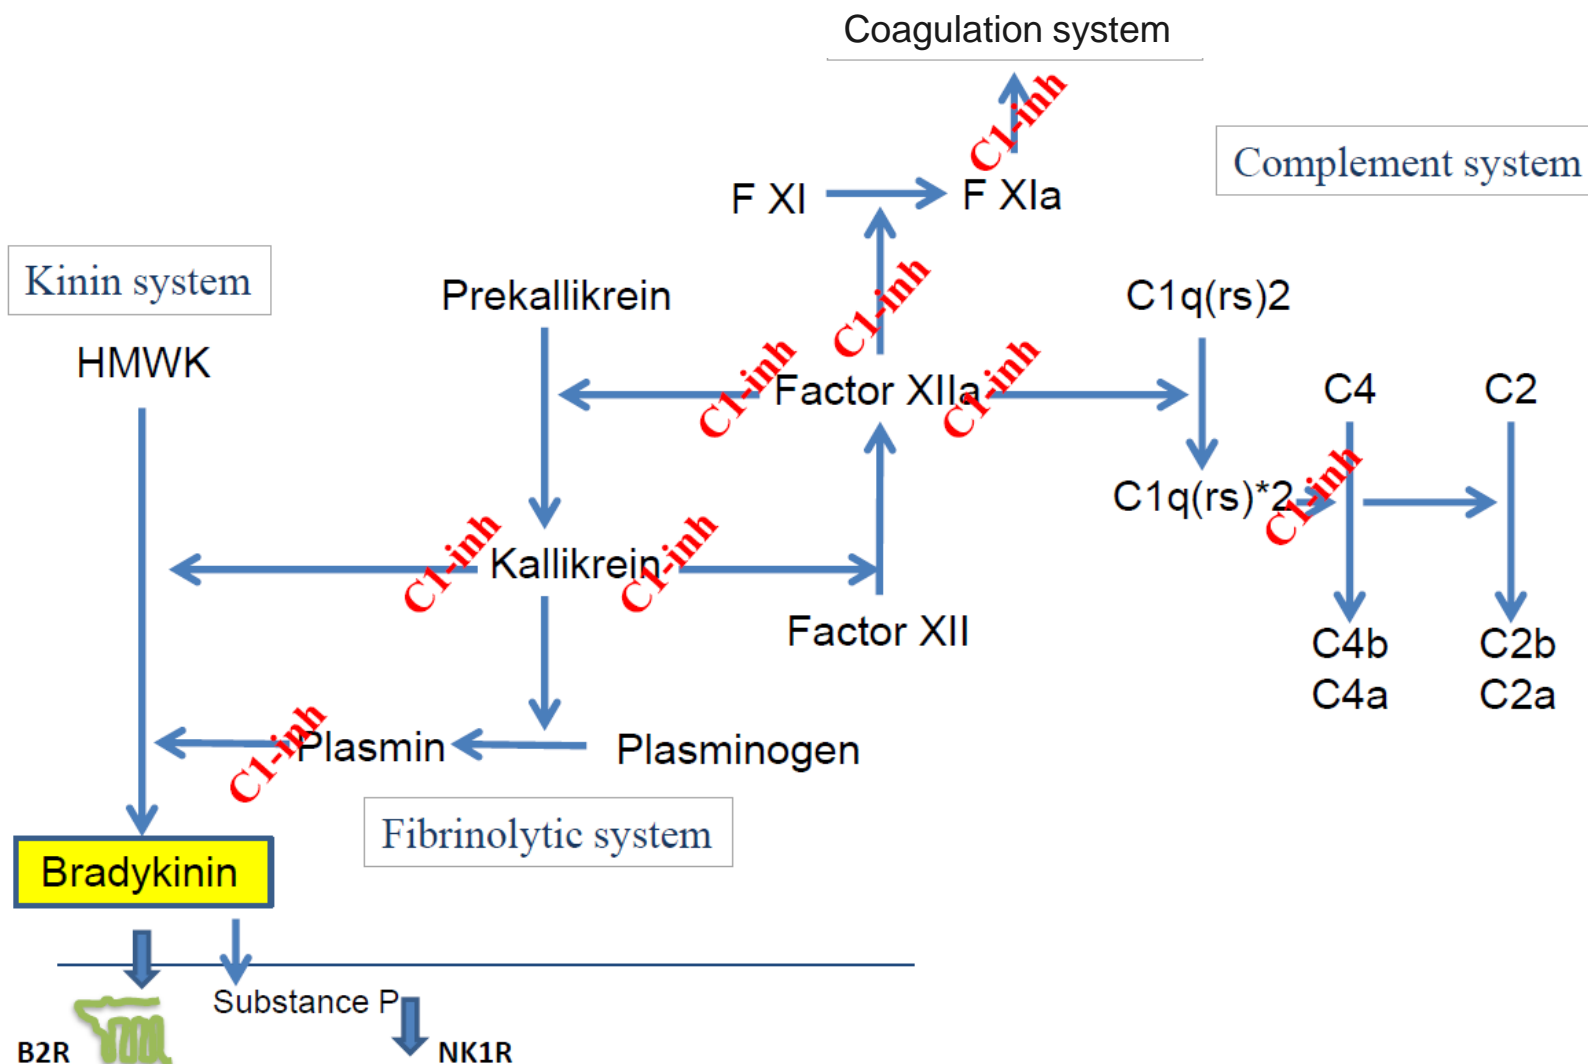 Coagulation system
C1-inh
Complement system
F XI
F XIa
Kinin system
Prekallikrein
C1-inh
C1q(rs)2
HMWK
C1-inh
Factor XIIa
C1-inh
C4
C2
C1q(rs)*2
C1-inh
C1-inh
Kallikrein
C1-inh
Factor XII
C4b
C4a
C2b
C2a
C1-inh
Plasmin
Plasminogen
Fibrinolytic system
Bradykinin
Substance P
B2R
NK1R